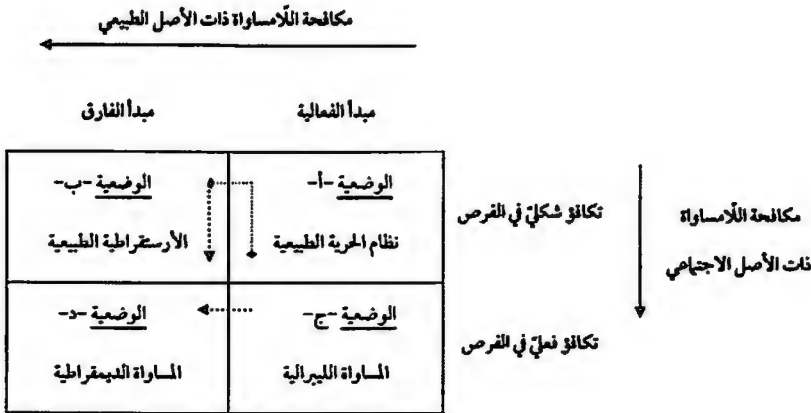 مكافحة اللّامساواة ذات الأصل الطبيعي
مبدأ الفعالية
مبدأ الفارق
الوضعية -أ-
نظام الحرية الطبيعية
الوضعية -ب-
الأرستقراطية الطبيعية
تكافؤ شكليّ في الفرص
مكافحة اللّامساواة
ذات الأصل الاجتماعي
الوضعية -ج-
المساواة الليبرالية
الوضعية -د-
المساواة الديمقراطية
تكافؤ فعليّ في الفرص